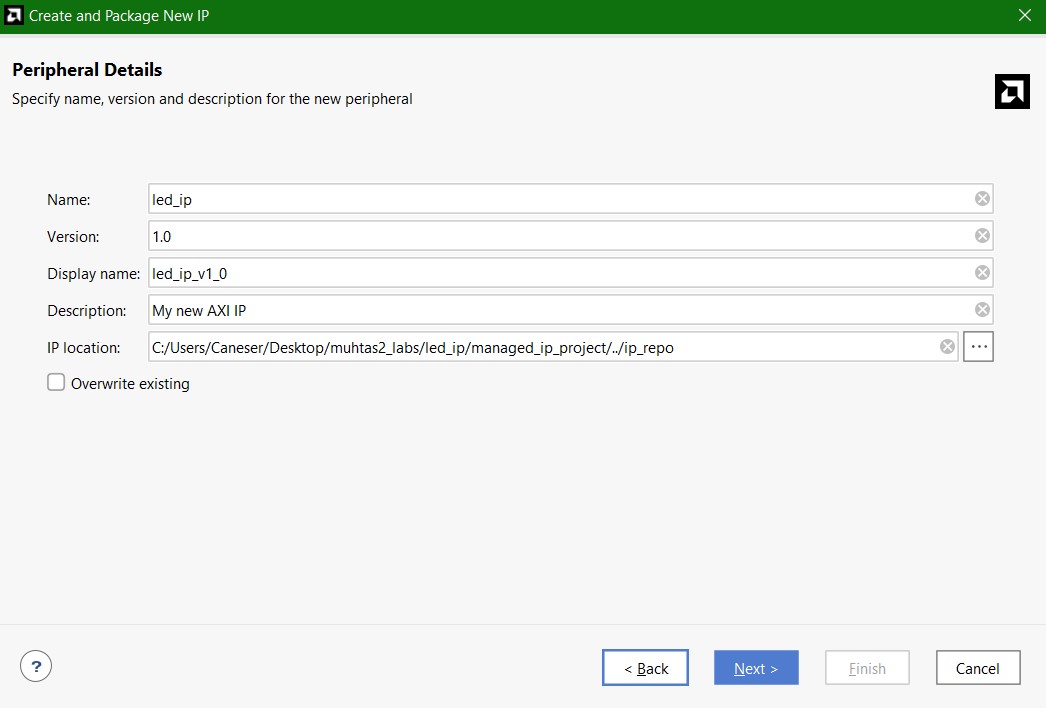 Create and Package New IP
Peripheral Details
Specify name, version and description for the new peripheral
Name: led_ip
Version: 1.0
Display name: led_ip_v1_0
Description: My new AXI IP
IP location: C:/Users/Caneser/Desktop/muhtas2_labs/led_ip/managed_ip_project/../ip_repo ...
Overwrite existing
? < Back Next > Finish Cancel